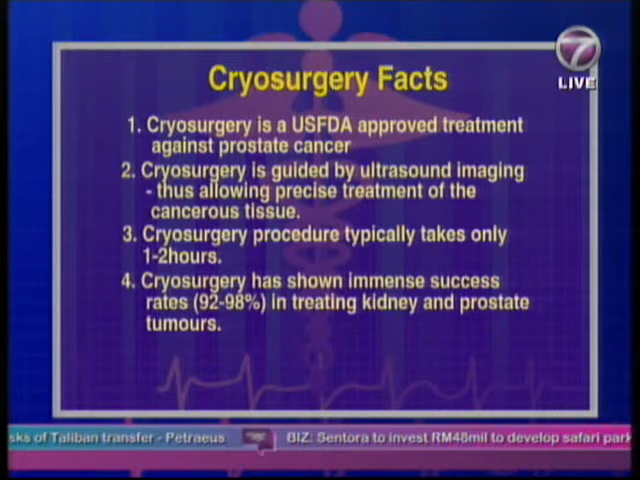 7
LIVE
Cryosurgery Facts
1. Cryosurgery is a USFDA approved treatment
against prostate cancer
2. Cryosurgery is guided by ultrasound imaging
- thus allowing precise treatment of the
cancerous tissue.
3. Cryosurgery procedure typically takes only
1-2hours.
4. Cryosurgery has shown immense success
rates (92-98%) in treating kidney and prostate
tumours.
sks of Taliban transfer - Petraeus BIZ: Sentora to invest RM48mil to develop safari park